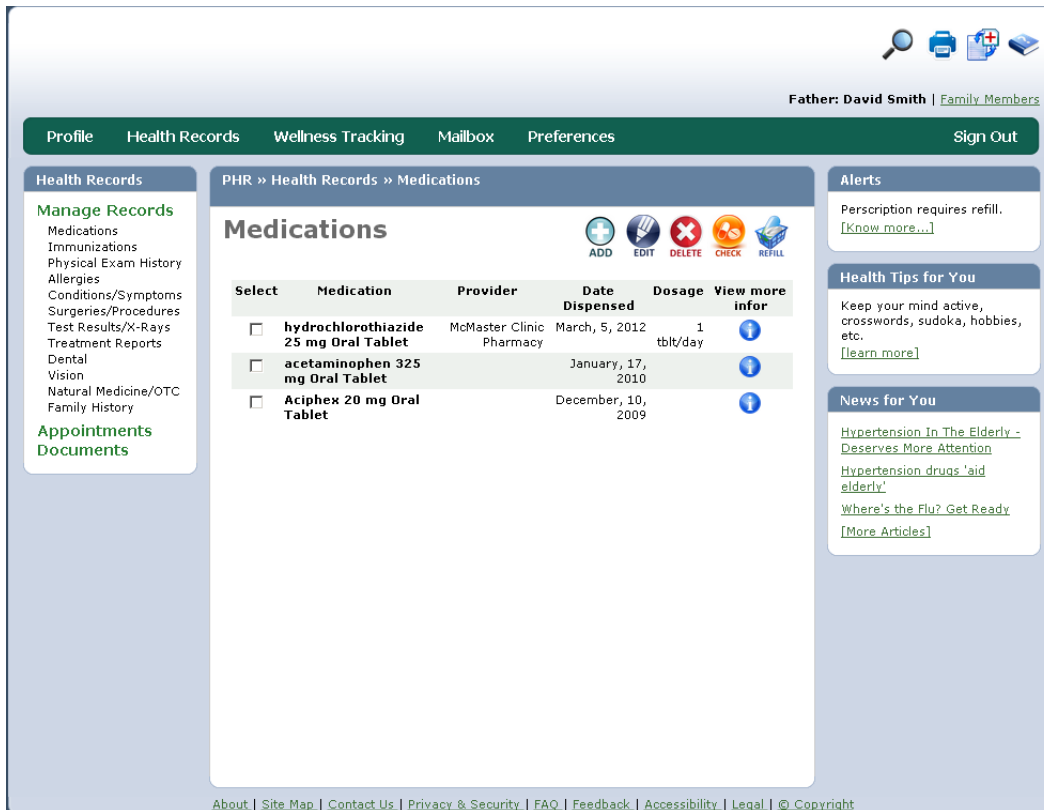 Father: David Smith | Family Members
Profile Health Records Wellness Tracking Mailbox Preferences Sign Out
Health Records
Manage Records
Medications
Immunizations
Physical Exam History
Allergies
Conditions/Symptoms
Surgeries/Procedures
Test Results/X-Rays
Treatment Reports
Dental
Vision
Natural Medicine/OTC
Family History
Appointments
Documents
PHR » Health Records » Medications
Medications
ADD EDIT DELETE CHECK REFILL
Select Medication Provider Date Dosage View more
Dispensed infor
hydrochlorothiazide McMaster Clinic March, 5, 2012 1
25 mg Oral Tablet Pharmacy tblt/day
acetaminophen 325 January, 17,
mg Oral Tablet 2010
Aciphex 20 mg Oral December, 10,
Tablet 2009
Alerts
Perscription requires refill.
[Know more...]
Health Tips for You
Keep your mind active,
crosswords, sudoka, hobbies,
etc.
[learn more]
News for You
Hypertension In The Elderly -
Deserves More Attention
Hypertension drugs 'aid
elderly'
Where's the Flu? Get Ready
[More Articles]
About | Site Map | Contact Us | Privacy & Security | FAQ | Feedback | Accessibility | Legal | © Copyright